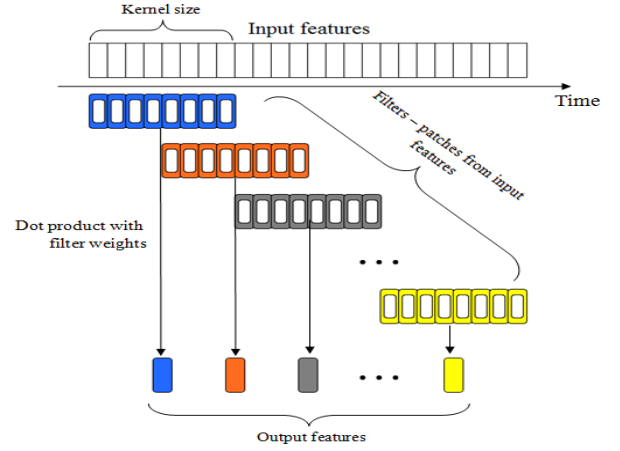 Kernel size
Input features
Time
Filters – patches from input
features
Dot product with
filter weights
Output features